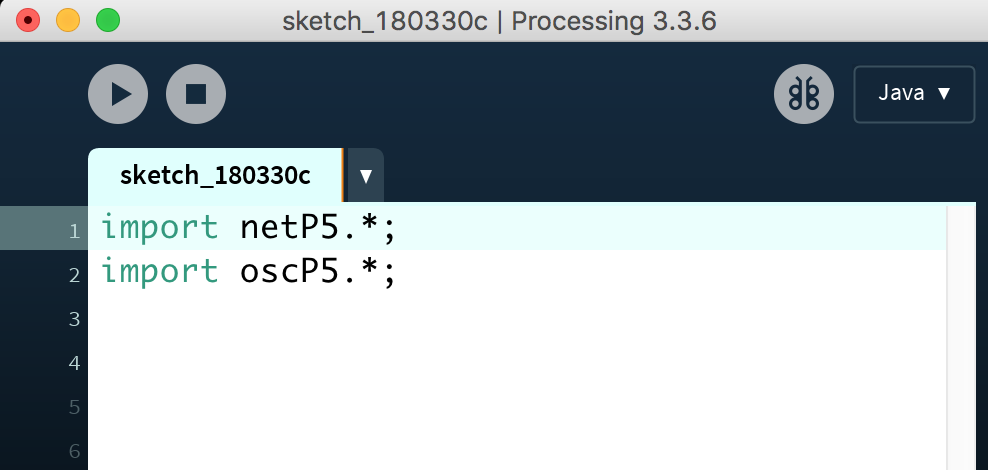 sketch_180330c | Processing 3.3.6
Java ▼
sketch_180330c ▼
1 import netP5.*;
2 import oscP5.*;
3
4
5
6